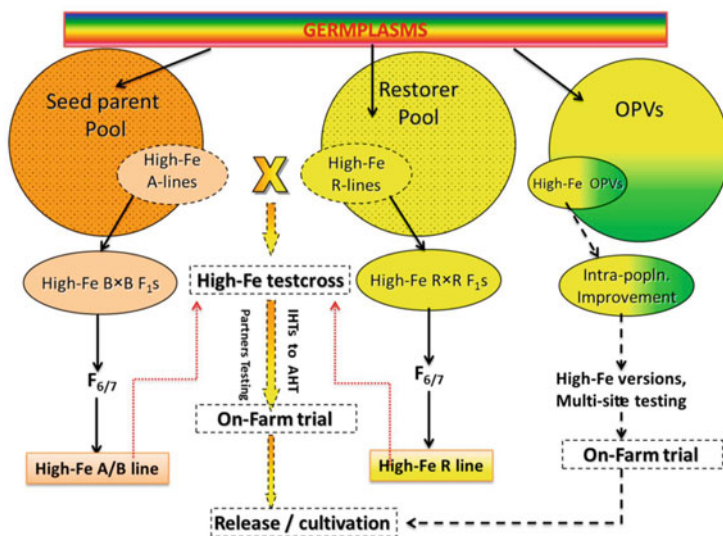 GERMPLASMS
Seed parent
Pool
High-Fe
A-lines
X
Restorer
Pool
High-Fe
R-lines
OPVs
High-Fe OPVs
High-Fe B×B F₁s
High-Fe testcross
High-Fe R×R F₁s
Intra-popln.
Improvement
IHTs to AHT
Partners Testing
F₆/₇
F₆/₇
High-Fe versions,
Multi-site testing
On-Farm trial
High-Fe A/B line
High-Fe R line
On-Farm trial
Release / cultivation